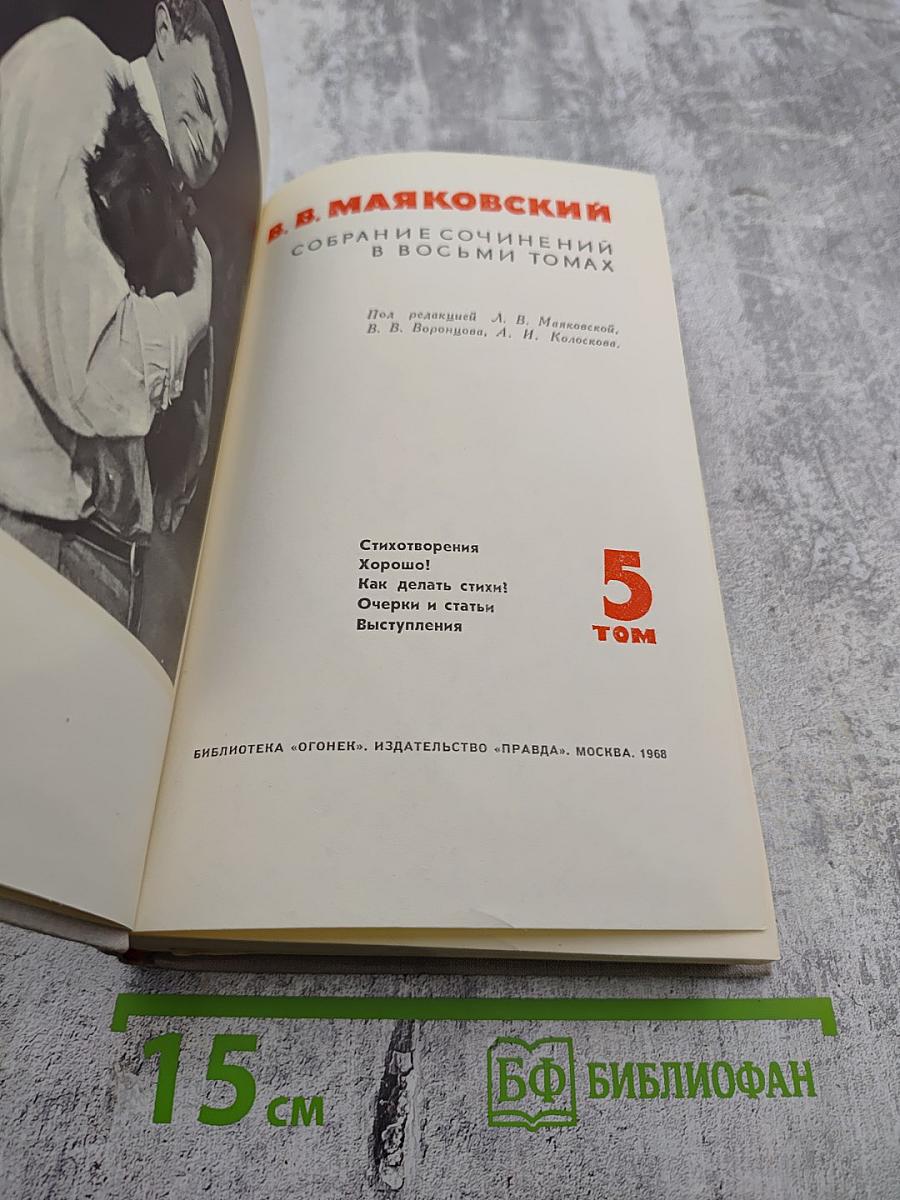 В. В. МАЯКОВСКИЙ
СОБРАНИЕ СОЧИНЕНИЙ
В ВОСЬМИ ТОМАХ
Под редакцией Л. В. Маяковской,
В. В. Воронцова, А. И. Колоскова.
Стихотворения
Хорошо!
Как делать стихи?
Очерки и статьи
Выступления
5
ТОМ
БИБЛИОТЕКА «ОГОНЕК». ИЗДАТЕЛЬСТВО «ПРАВДА». МОСКВА. 1968
15 см
БФ БИБЛИОФАН